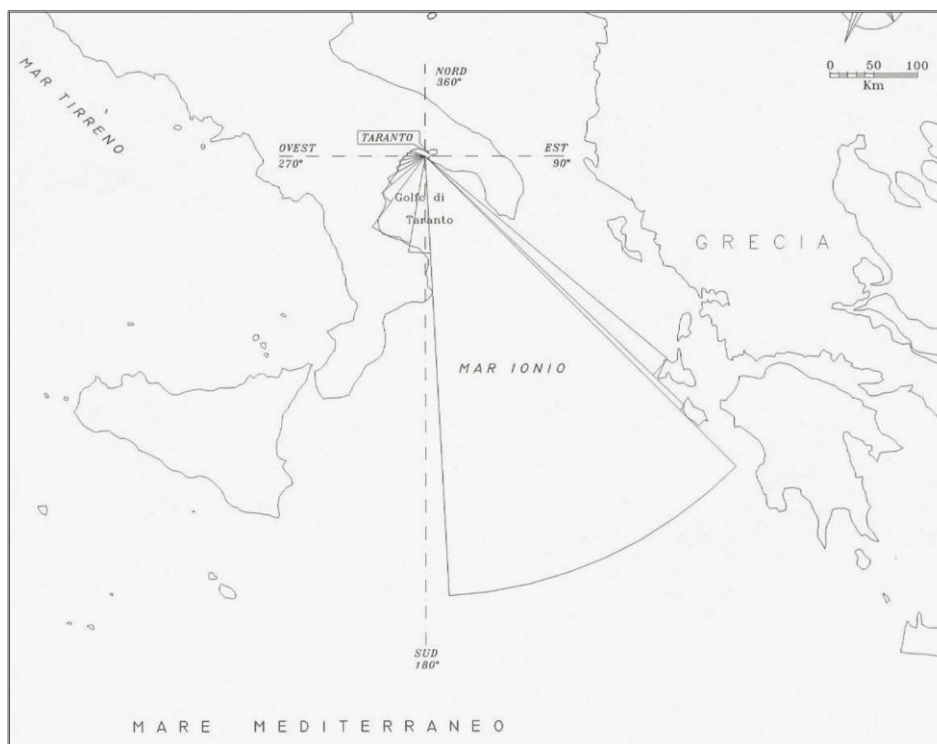 MAR TIRRENO
NORD
360°
0 50 100
Km
TARANTO
OVEST
270°
EST
90°
Golfo di
Taranto
GRECIA
MAR IONIO
SUD
180°
MARE MEDITERRANEO